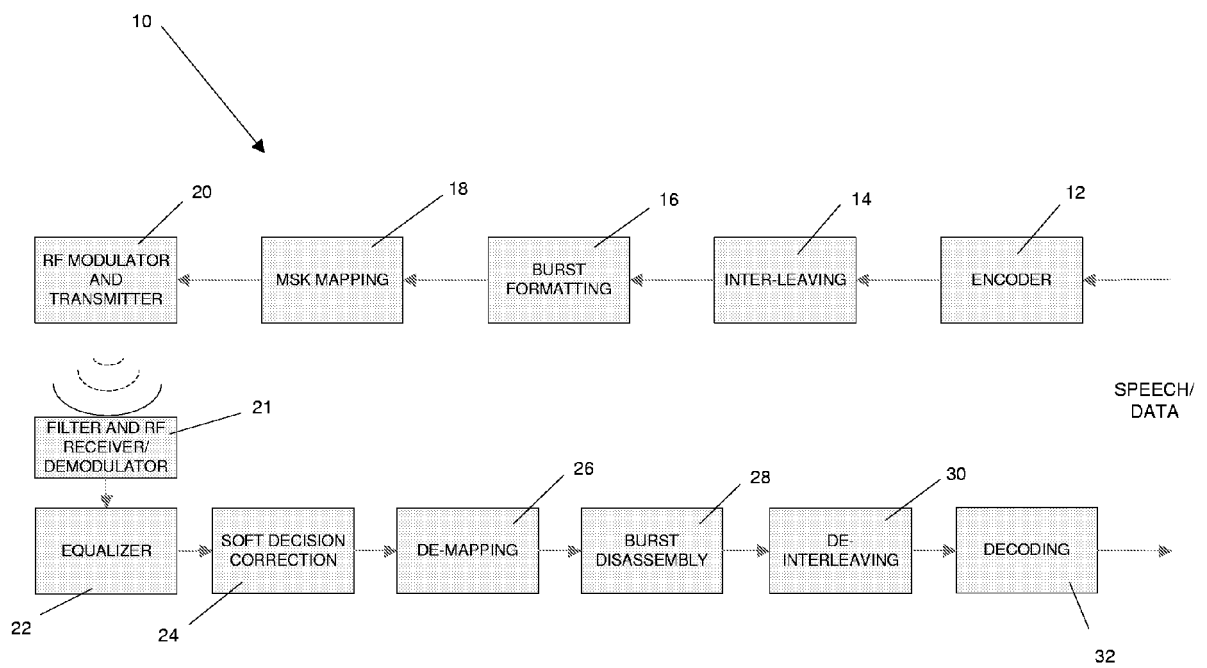 10
20
18
16
14
12
RF MODULATOR
AND
TRANSMITTER
MSK MAPPING
BURST
FORMATTING
INTER-LEAVING
ENCODER
SPEECH/
DATA
21
FILTER AND RF
RECEIVER/
DEMODULATOR
26
28
30
EQUALIZER
SOFT DECISION
CORRECTION
DE-MAPPING
BURST
DISASSEMBLY
DE-
INTERLEAVING
DECODING
22
24
32